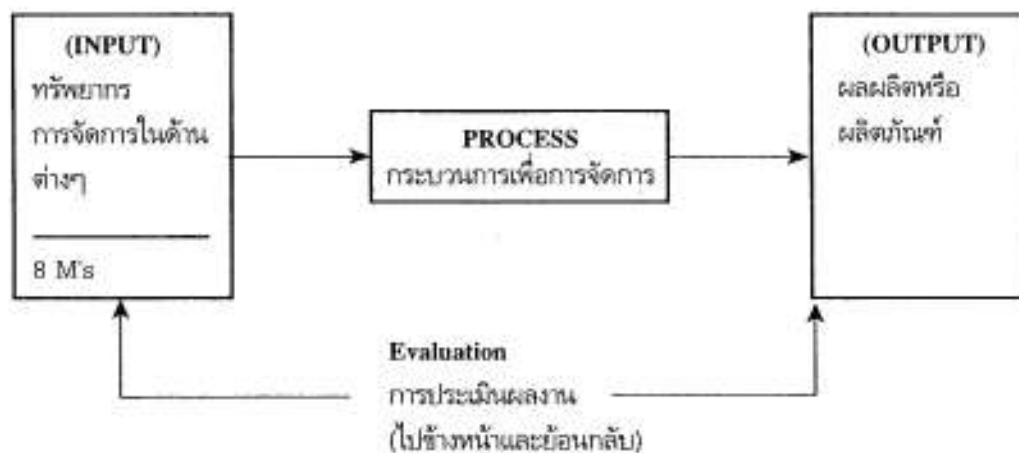 (INPUT)
ทรัพยากร
การจัดการในด้าน
ต่างๆ
8 M's
PROCESS
กระบวนการเพื่อการจัดการ
(OUTPUT)
ผลผลิตหรือ
ผลิตภัณฑ์
Evaluation
การประเมินผลงาน
(ไปข้างหน้าและย้อนกลับ)